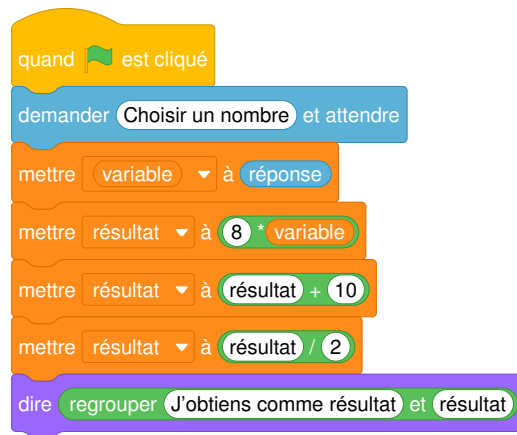 quand est cliqué
demander Choisir un nombre et attendre
mettre variable à réponse
mettre résultat à 8 * variable
mettre résultat à résultat + 10
mettre résultat à résultat / 2
dire regrouper J'obtiens comme résultat et résultat